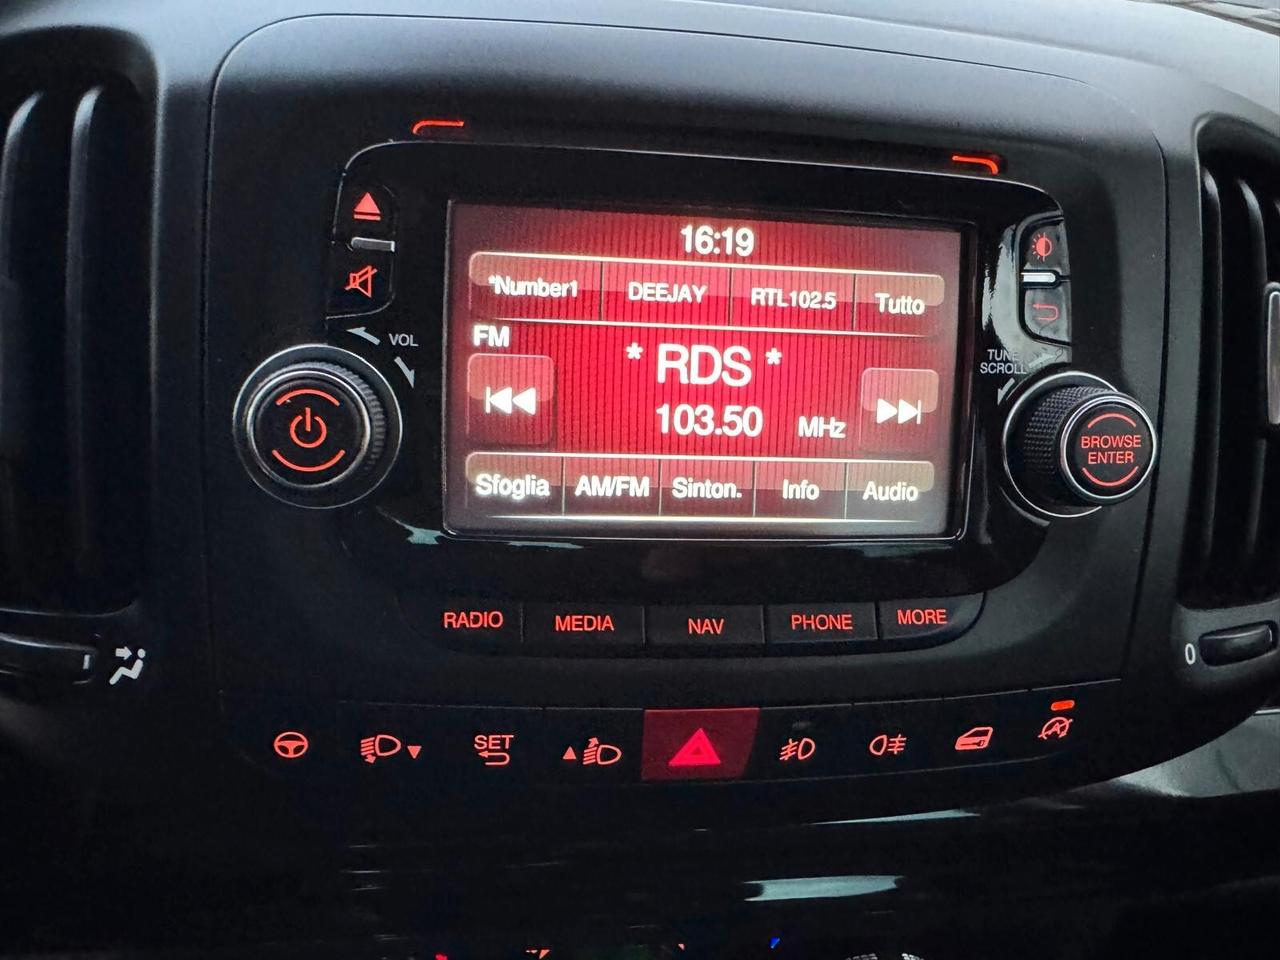 16:19
*Number1 DEEJAY RTL102.5 Tutto
VOL
FM
* RDS *
TUNE
SCROLL
103.50 MHz
BROWSE
ENTER
Sfoglia AM/FM Sinton. Info Audio
RADIO MEDIA NAV PHONE MORE
0
SET